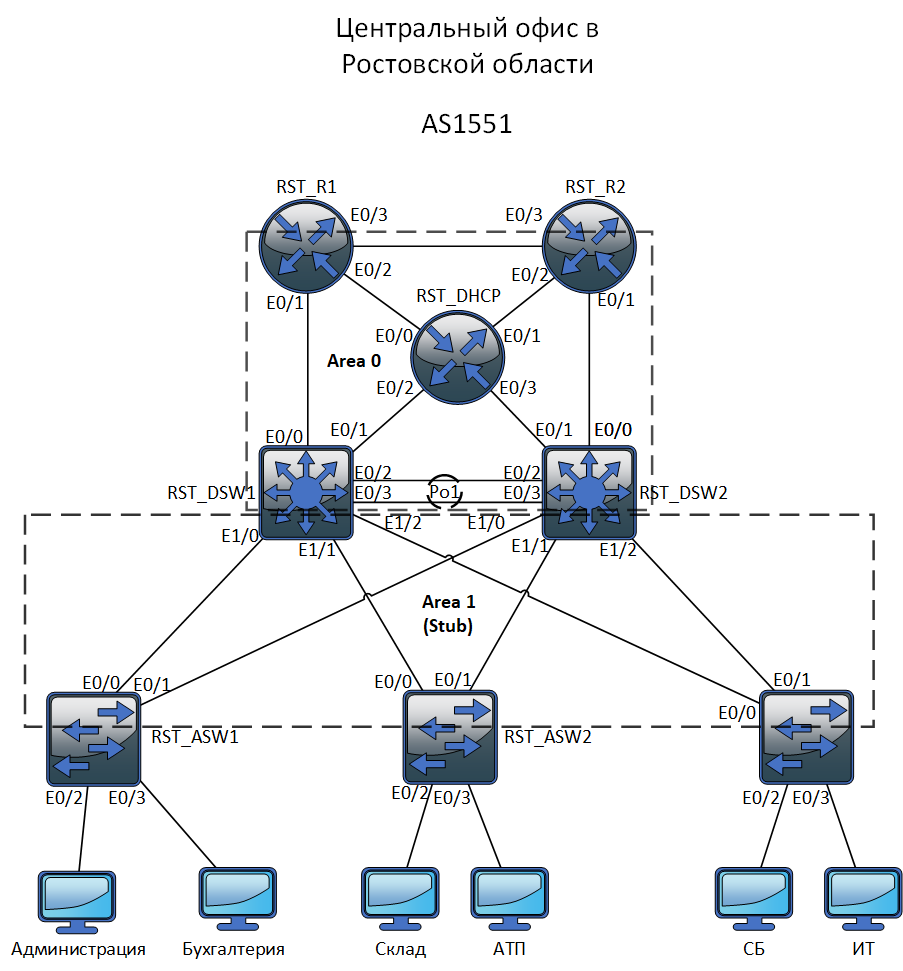 Центральный офис в
Ростовской области
AS1551
RST_R1
RST_R2
E0/3
E0/3
E0/2
E0/2
E0/1
E0/1
RST_DHCP
E0/0
E0/1
Area 0
E0/2
E0/3
E0/0
E0/1
E0/1
E0/0
E0/2
E0/2
RST_DSW1
E0/3
Po1
E0/3
RST_DSW2
E1/2
E1/0
E1/0
E1/1
E1/1
E1/2
Area 1
(Stub)
E0/0
E0/1
E0/0
E0/1
E0/1
E0/0
RST_ASW1
RST_ASW2
E0/2
E0/3
E0/2
E0/3
E0/2
E0/3
Администрация
Бухгалтерия
Склад
АТП
СБ
ИТ